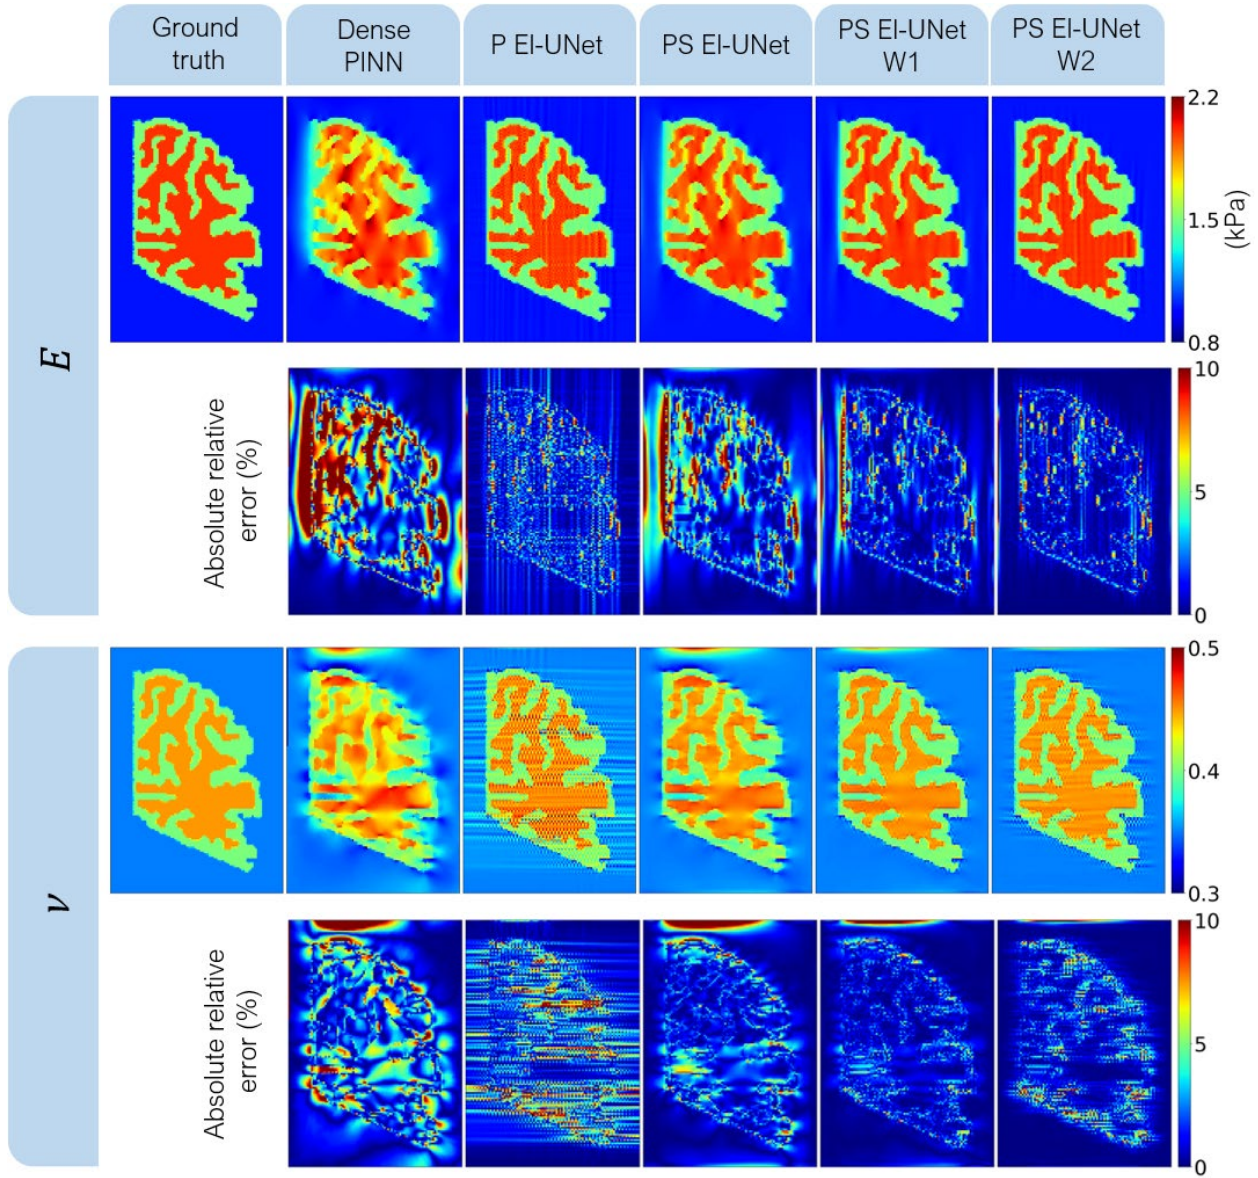 Ground
truth
Dense
PINN
P El-UNet
PS El-UNet
PS El-UNet
W1
PS El-UNet
W2
E
2.2
1.5
0.8
(kPa)
Absolute relative
error (%)
10
5
0
ν
0.5
0.4
0.3
Absolute relative
error (%)
10
5
0